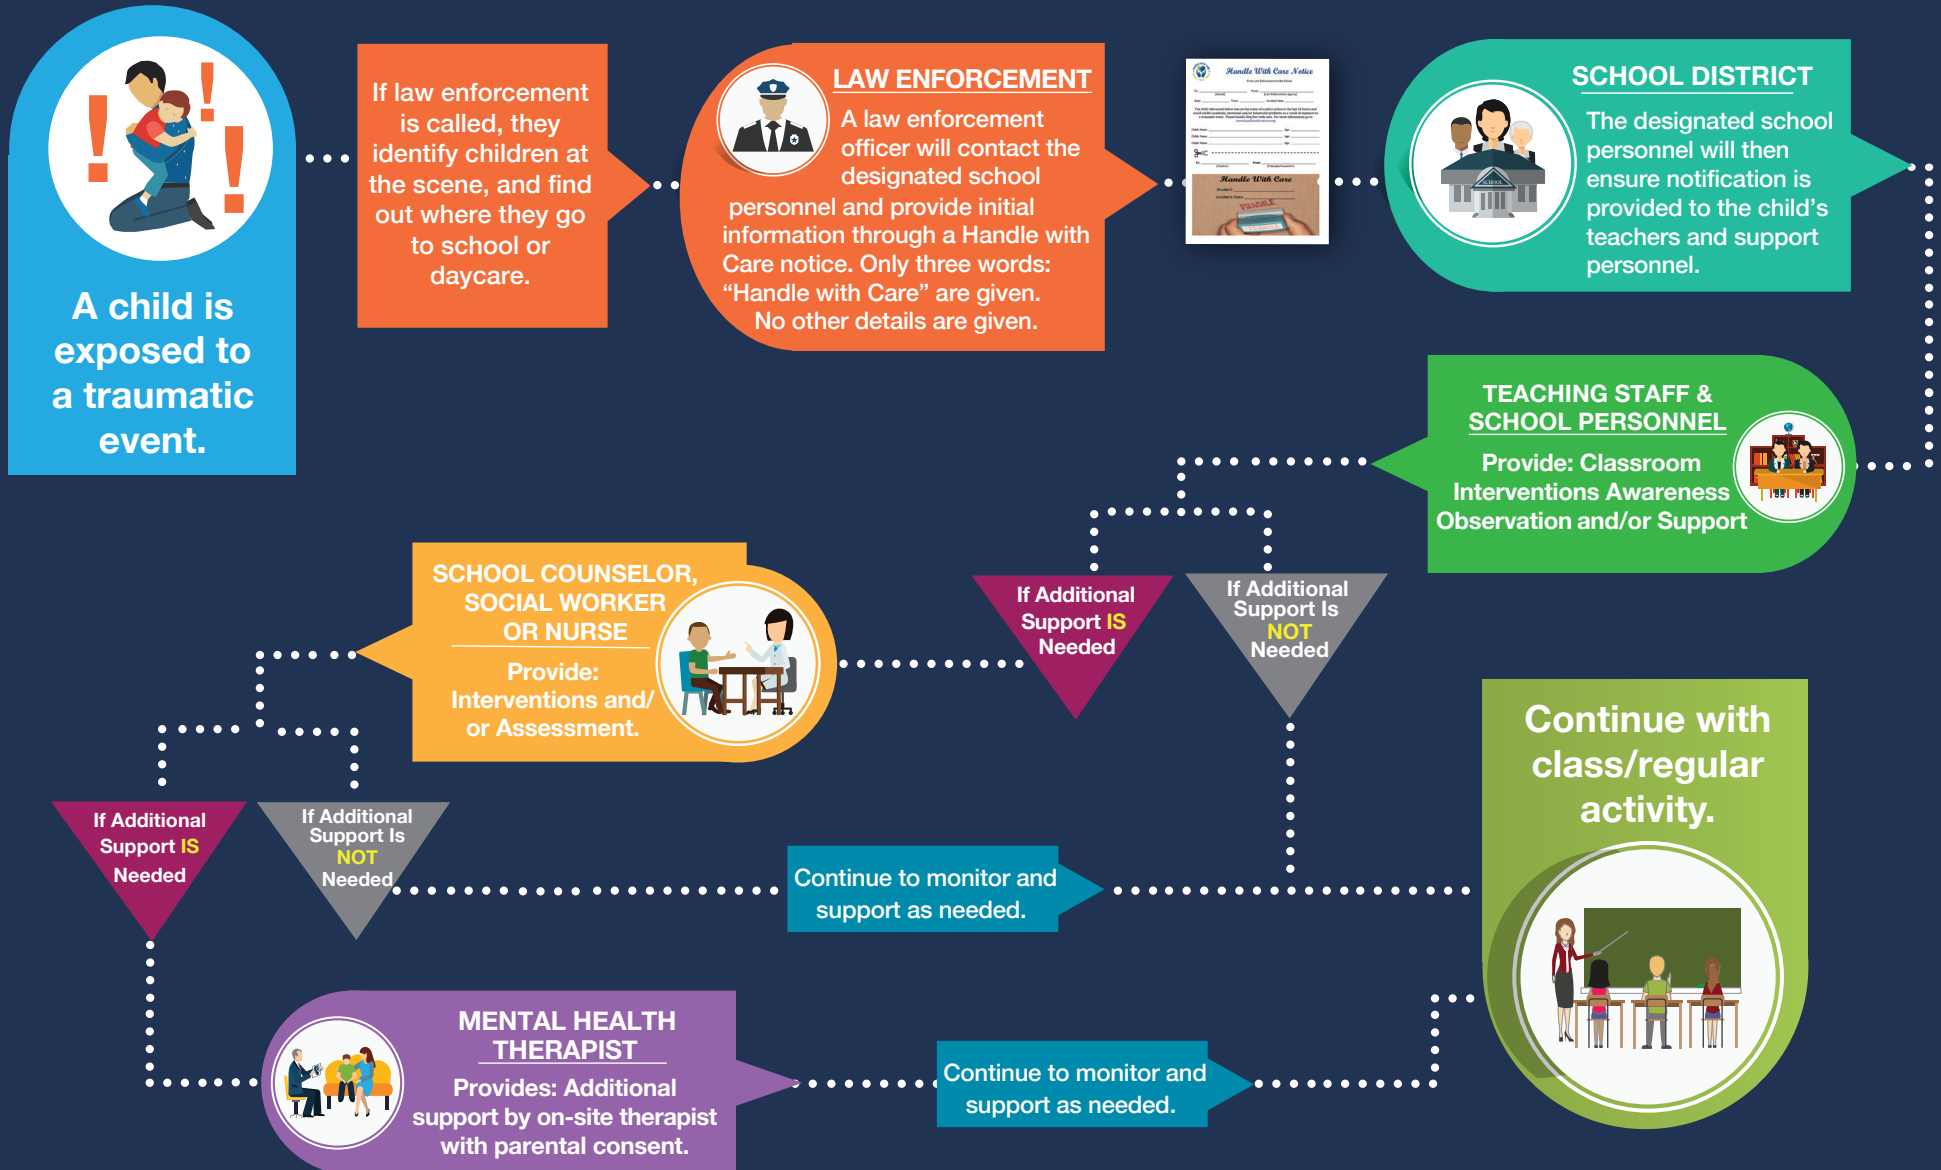 A child is
exposed to
a traumatic
event.
If law enforcement
is called, they
identify children at
the scene, and find
out where they go
to school or
daycare.
LAW ENFORCEMENT
A law enforcement
officer will contact the
designated school
personnel and provide initial
information through a Handle with
Care notice. Only three words:
“Handle with Care” are given.
No other details are given.
Handle With Care Notice
Handle With Care
FRAGILE
SCHOOL DISTRICT
SCHOOL
The designated school
personnel will then
ensure notification is
provided to the child’s
teachers and support
personnel.
TEACHING STAFF &
SCHOOL PERSONNEL
Provide: Classroom
Interventions Awareness
Observation and/or Support
If Additional
Support IS
Needed
If Additional
Support Is
NOT
Needed
SCHOOL COUNSELOR,
SOCIAL WORKER
OR NURSE
Provide:
Interventions and/
or Assessment.
If Additional
Support IS
Needed
If Additional
Support Is
NOT
Needed
Continue to monitor and
support as needed.
MENTAL HEALTH
THERAPIST
Provides: Additional
support by on-site therapist
with parental consent.
Continue to monitor and
support as needed.
Continue with
class/regular
activity.